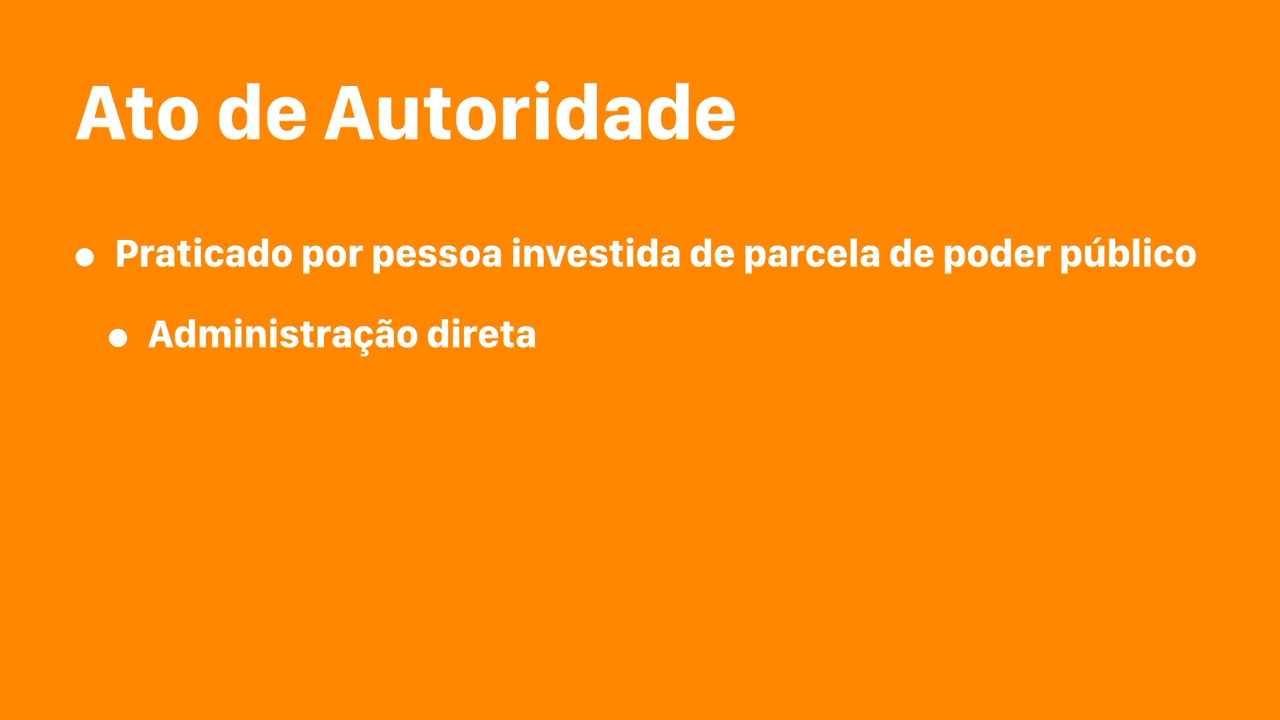 Ato de Autoridade
• Praticado por pessoa investida de parcela de poder público
• Administração direta